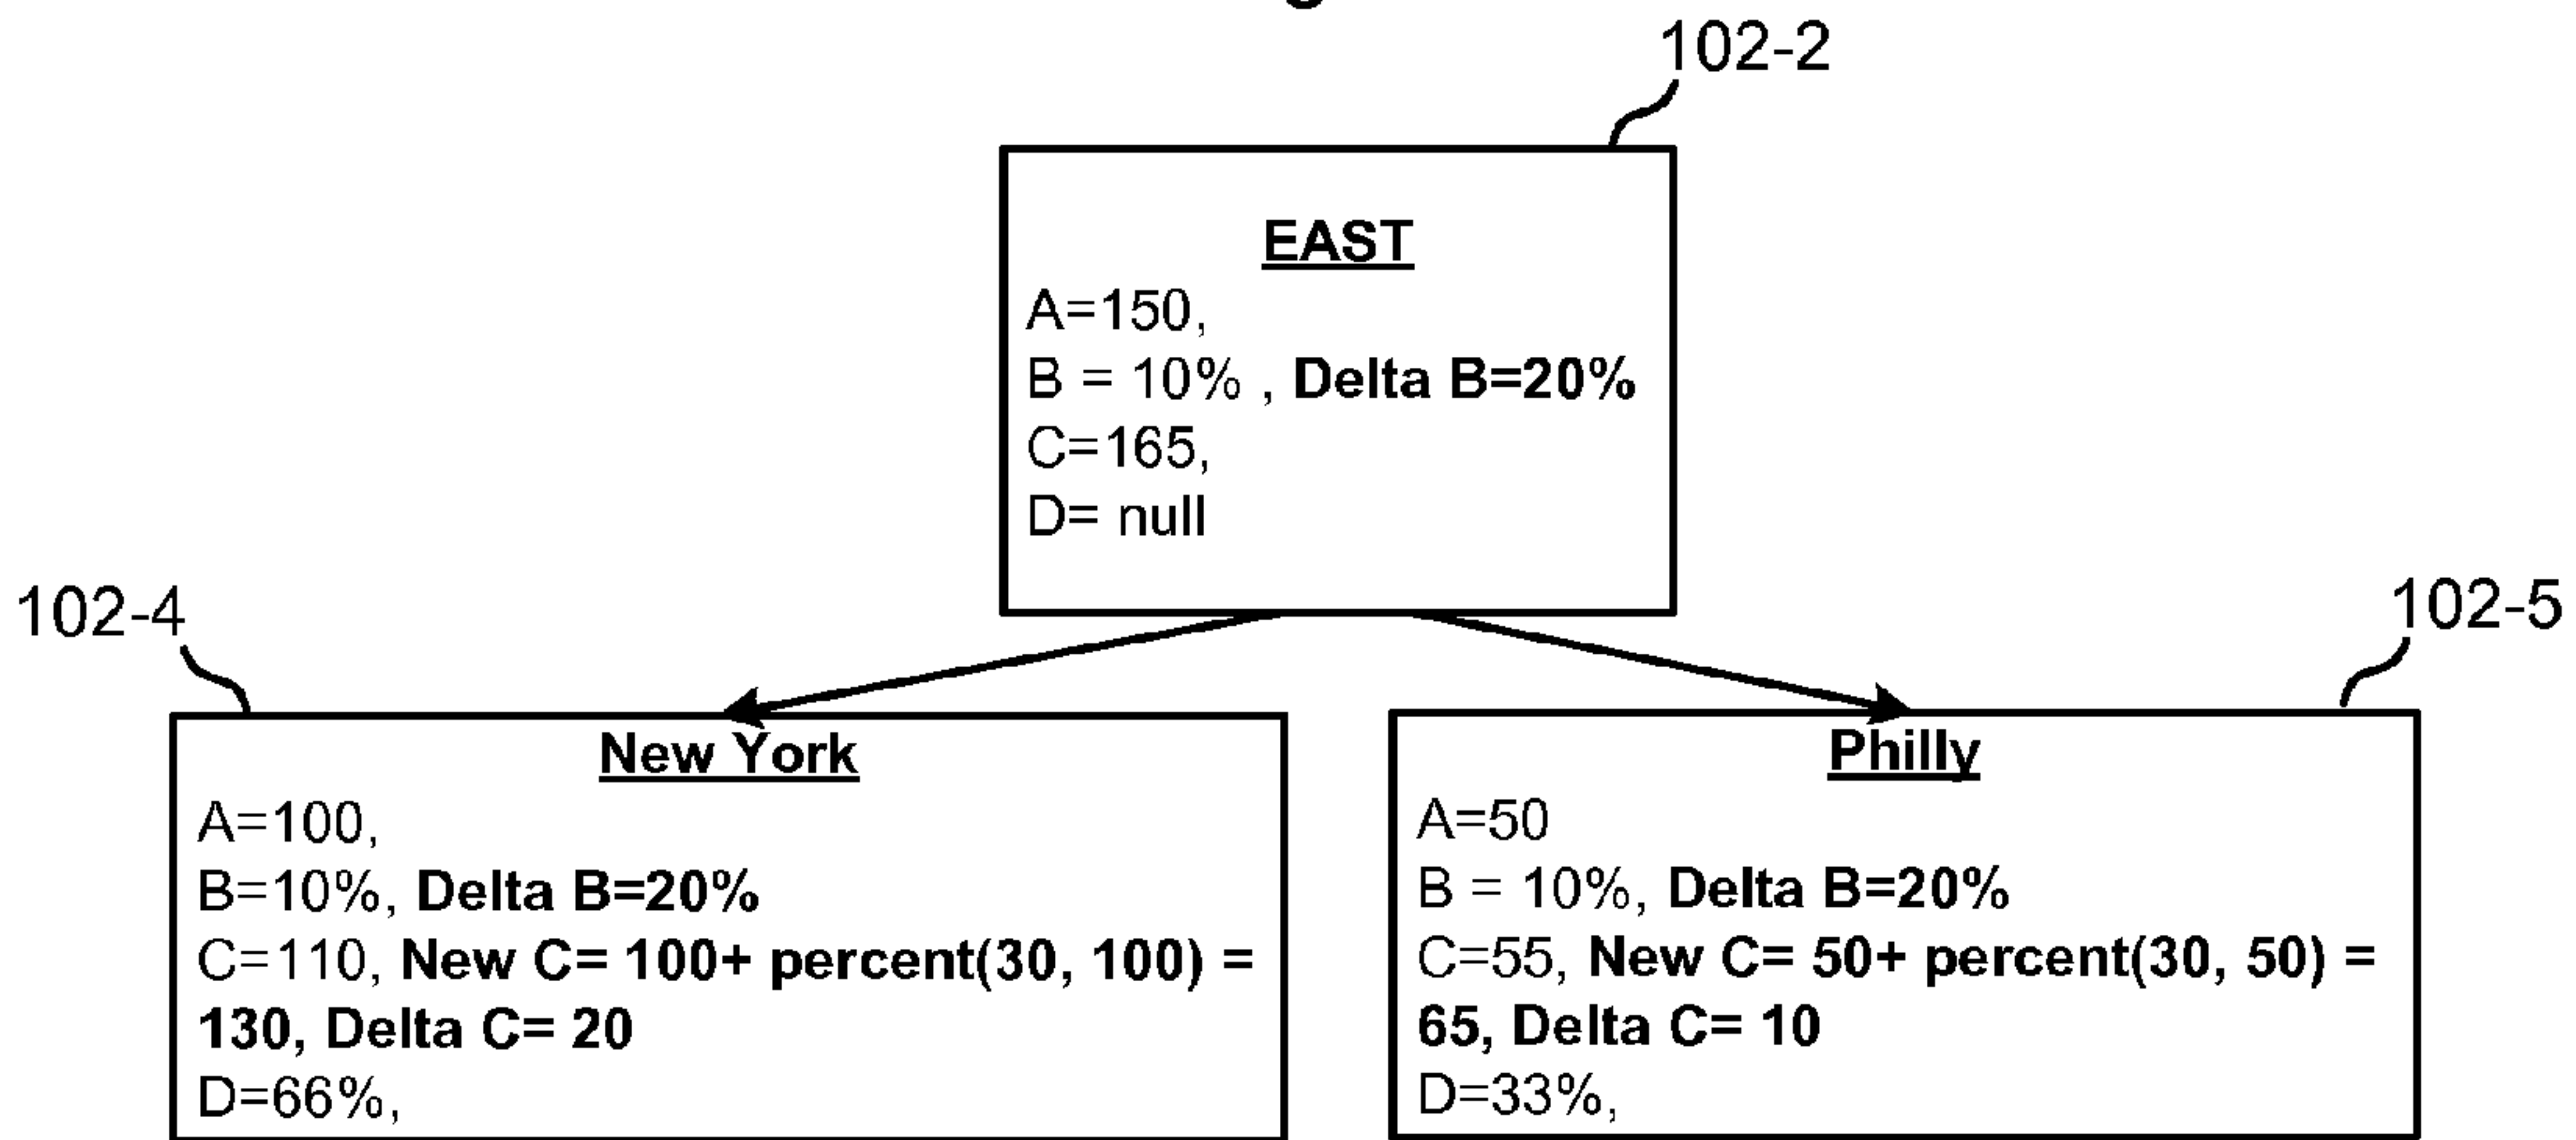 102-2
EAST
A=150,
B = 10% , Delta B=20%
C=165,
D= null
102-4
102-5
New York
A=100,
B=10%, Delta B=20%
C=110, New C= 100+ percent(30, 100) =
130, Delta C= 20
D=66%,
Philly
A=50
B = 10%, Delta B=20%
C=55, New C= 50+ percent(30, 50) =
65, Delta C= 10
D=33%,